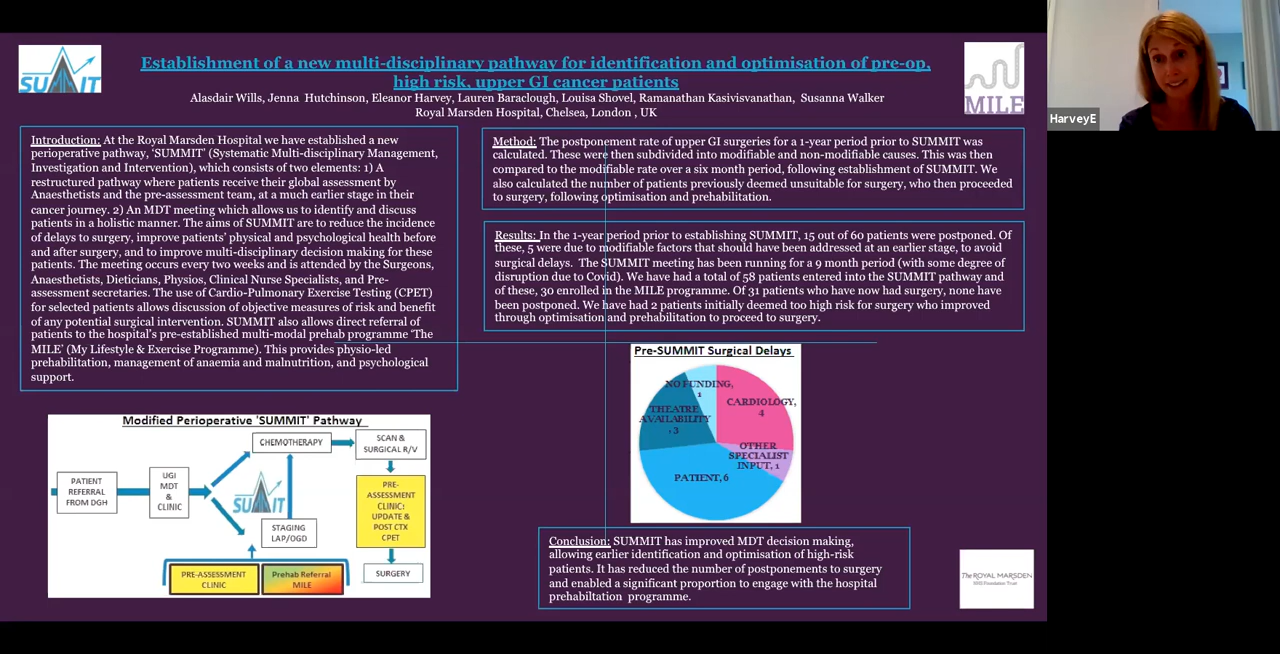 SUMMIT
Establishment of a new multi-disciplinary pathway for identification and optimisation of pre-op,
high risk, upper GI cancer patients
MILE
Alasdair Wills, Jenna Hutchinson, Eleanor Harvey, Lauren Baraclough, Louisa Shovel, Ramanathan Kasivisvanathan, Susanna Walker
Royal Marsden Hospital, Chelsea, London , UK
HarveyE
Introduction: At the Royal Marsden Hospital we have established a new
perioperative pathway, 'SUMMIT' (Systematic Multi-disciplinary Management,
Investigation and Intervention), which consists of two elements: 1) A
restructured pathway where patients receive their global assessment by
Anaesthetists and the pre-assessment team, at a much earlier stage in their
cancer journey. 2) An MDT meeting which allows us to identify and discuss
patients in a holistic manner. The aims of SUMMIT are to reduce the incidence
of delays to surgery, improve patients' physical and psychological health before
and after surgery, and to improve multi-disciplinary decision making for these
patients. The meeting occurs every two weeks and is attended by the Surgeons,
Anaesthetists, Dieticians, Physios, Clinical Nurse Specialists, and Pre-
assessment secretaries. The use of Cardio-Pulmonary Exercise Testing (CPET)
for selected patients allows discussion of objective measures of risk and benefit
of any potential surgical intervention. SUMMIT also allows direct referral of
patients to the hospital's pre-established multi-modal prehab programme 'The
MILE' (My Lifestyle & Exercise Programme). This provides physio-led
prehabilitation, management of anaemia and malnutrition, and psychological
support.
Method: The postponement rate of upper GI surgeries for a 1-year period prior to SUMMIT was
calculated. These were then subdivided into modifiable and non-modifiable causes. This was then
compared to the modifiable rate over a six month period, following establishment of SUMMIT. We
also calculated the number of patients previously deemed unsuitable for surgery, who then proceeded
to surgery, following optimisation and prehabilitation.
Results: In the 1-year period prior to establishing SUMMIT, 15 out of 60 patients were postponed. Of
these, 5 were due to modifiable factors that should have been addressed at an earlier stage, to avoid
surgical delays. The SUMMIT meeting has been running for a 9 month period (with some degree of
disruption due to Covid). We have had a total of 58 patients entered into the SUMMIT pathway and
of these, 30 enrolled in the MILE programme. Of 31 patients who have now had surgery, none have
been postponed. We have had 2 patients initially deemed too high risk for surgery who improved
through optimisation and prehabilitation to proceed to surgery.
Modified Perioperative 'SUMMIT' Pathway
PATIENT
REFERRAL
FROM DGH
UGI
MDT
&
CLINIC
CHEMOTHERAPY
SUMMIT
STAGING
LAP/OGD
PRE-ASSESSMENT
CLINIC
Prehab Referral
MILE
SCAN &
SURGICAL R/V
PRE-
ASSESSMENT
CLINIC:
UPDATE &
POST CTX
CPET
SURGERY
Pre-SUMMIT Surgical Delays
NO FUNDING,
1
CARDIOLOGY,
4
THEATRE
AVAILABILITY
, 3
OTHER
SPECIALIST
INPUT, 1
PATIENT, 6
Conclusion: SUMMIT has improved MDT decision making,
allowing earlier identification and optimisation of high-risk
patients. It has reduced the number of postponements to surgery
and enabled a significant proportion to engage with the hospital
prehabiltation programme.
The ROYAL MARSDEN
NHS Foundation Trust